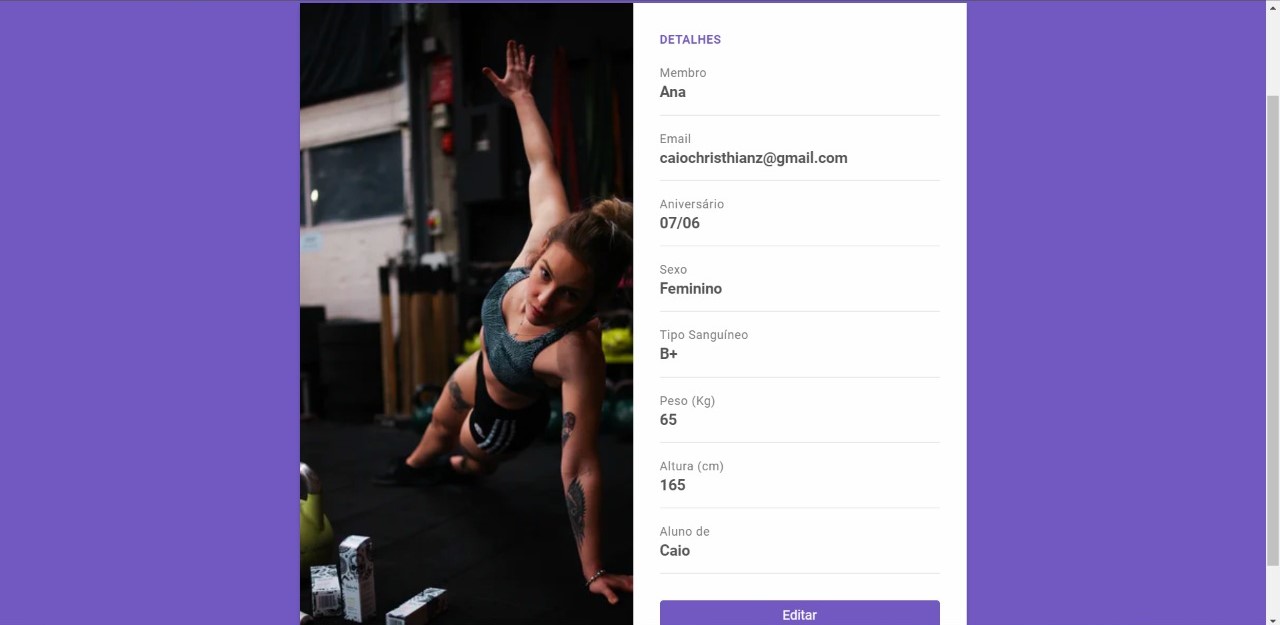 DETALHES
Membro
Ana
Email
caiochristhianz@gmail.com
Aniversário
07/06
Sexo
Feminino
Tipo Sanguíneo
B+
Peso (Kg)
65
Altura (cm)
165
Aluno de
Caio
Editar